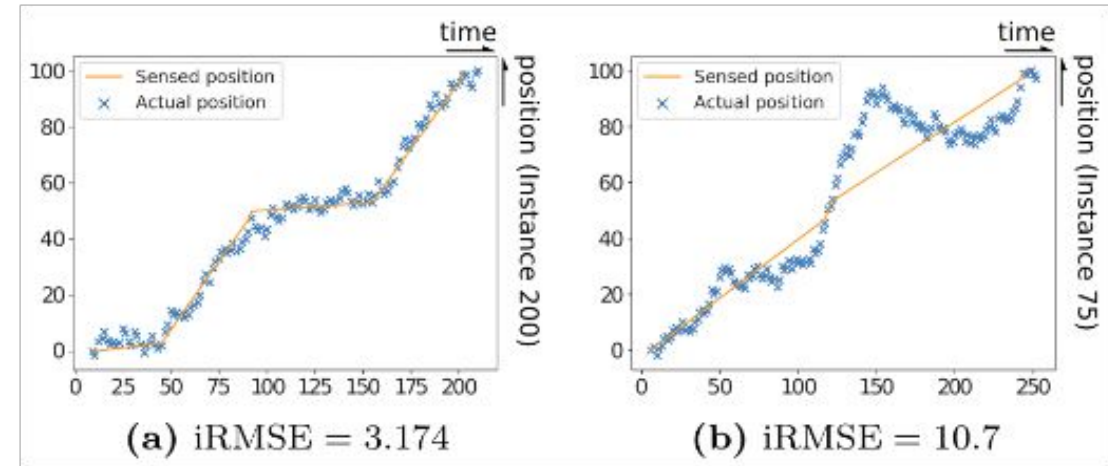 time
position (Instance 200)
Sensed position
Actual position
100
80
60
40
20
0
0 25 50 75 100 125 150 175 200
(a) iRMSE = 3.174
time
position (Instance 75)
Sensed position
Actual position
100
80
60
40
20
0
0 50 100 150 200 250
(b) iRMSE = 10.7